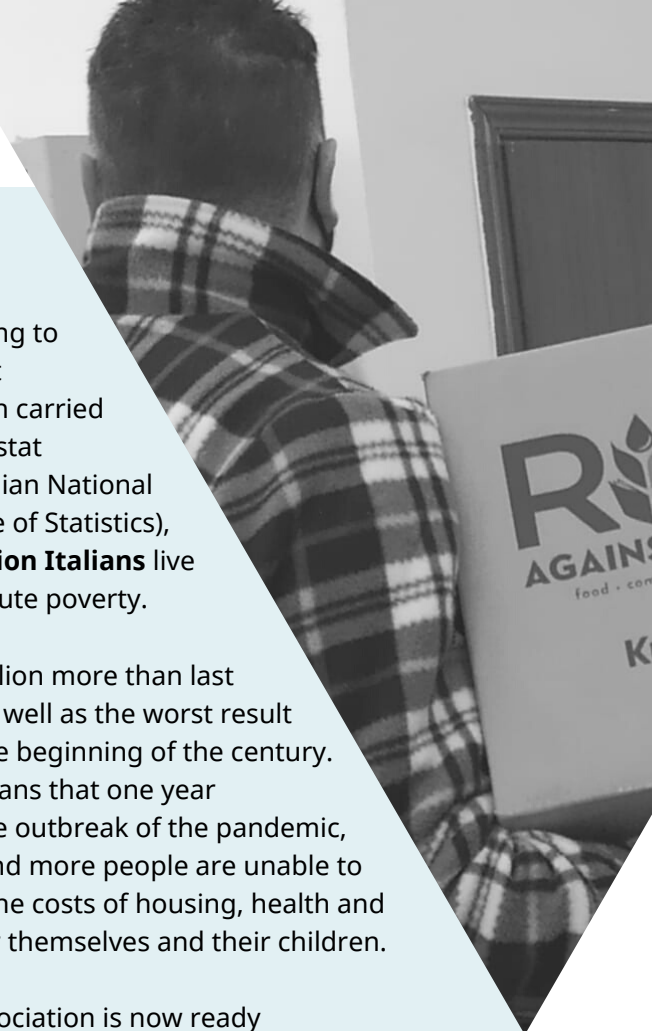 ng to
n carried
stat
ian National
e of Statistics),
ion Italians live
ute poverty.
lion more than last
well as the worst result
e beginning of the century.
ans that one year
e outbreak of the pandemic,
nd more people are unable to
he costs of housing, health and
themselves and their children.
ociation is now ready
R
AGAINS
food • com
K